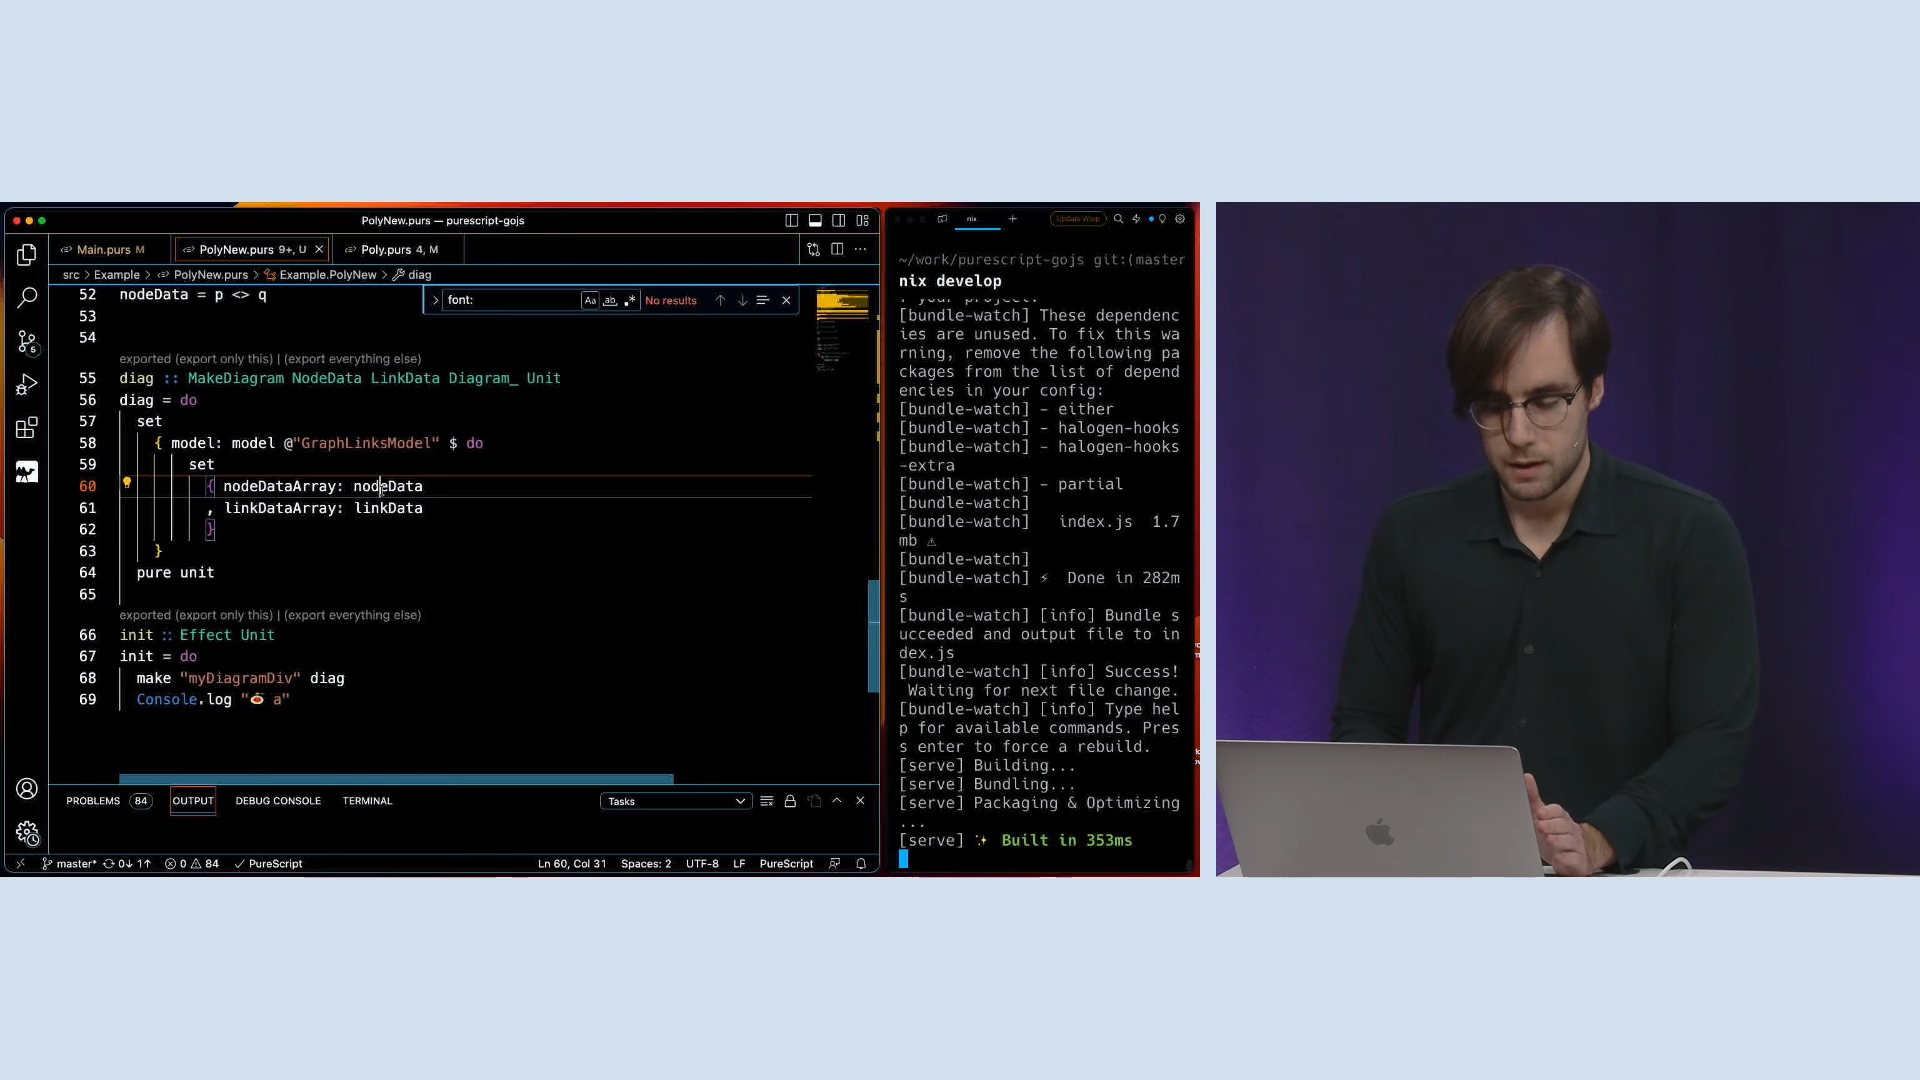 PolyNew.purs — purescript-gojs
Main.purs M
PolyNew.purs 9+, U
Poly.purs 4, M
src > Example > PolyNew.purs > Example.PolyNew > diag
font:
Aa ab .* No results
52 nodeData = p <> q
53
54
exported (export only this) | (export everything else)
55 diag :: MakeDiagram NodeData LinkData Diagram_ Unit
56 diag = do
57 set
58 { model: model @"GraphLinksModel" $ do
59 set
60 { nodeDataArray: nodeData
61 , linkDataArray: linkData
62 }
63 }
64 pure unit
65
exported (export only this) | (export everything else)
66 init :: Effect Unit
67 init = do
68 make "myDiagramDiv" diag
69 Console.log "🍝 a"
PROBLEMS 84 OUTPUT DEBUG CONSOLE TERMINAL
Tasks
master* 0↓ 1↑ 0 84 PureScript
Ln 60, Col 31 Spaces: 2 UTF-8 LF PureScript
5
nix
Update Warp
~/work/purescript-gojs git:(master
nix develop
r your project:
[bundle-watch] These dependenc
ies are unused. To fix this wa
rning, remove the following pa
ckages from the list of depend
encies in your config:
[bundle-watch] - either
[bundle-watch] - halogen-hooks
[bundle-watch] - halogen-hooks
-extra
[bundle-watch] - partial
[bundle-watch]
[bundle-watch] index.js 1.7
mb ⚠
[bundle-watch]
[bundle-watch] ⚡ Done in 282m
s
[bundle-watch] [info] Bundle s
ucceeded and output file to in
dex.js
[bundle-watch] [info] Success!
Waiting for next file change.
[bundle-watch] [info] Type hel
p for available commands. Pres
s enter to force a rebuild.
[serve] Building...
[serve] Bundling...
[serve] Packaging & Optimizing
...
[serve] ✨ Built in 353ms